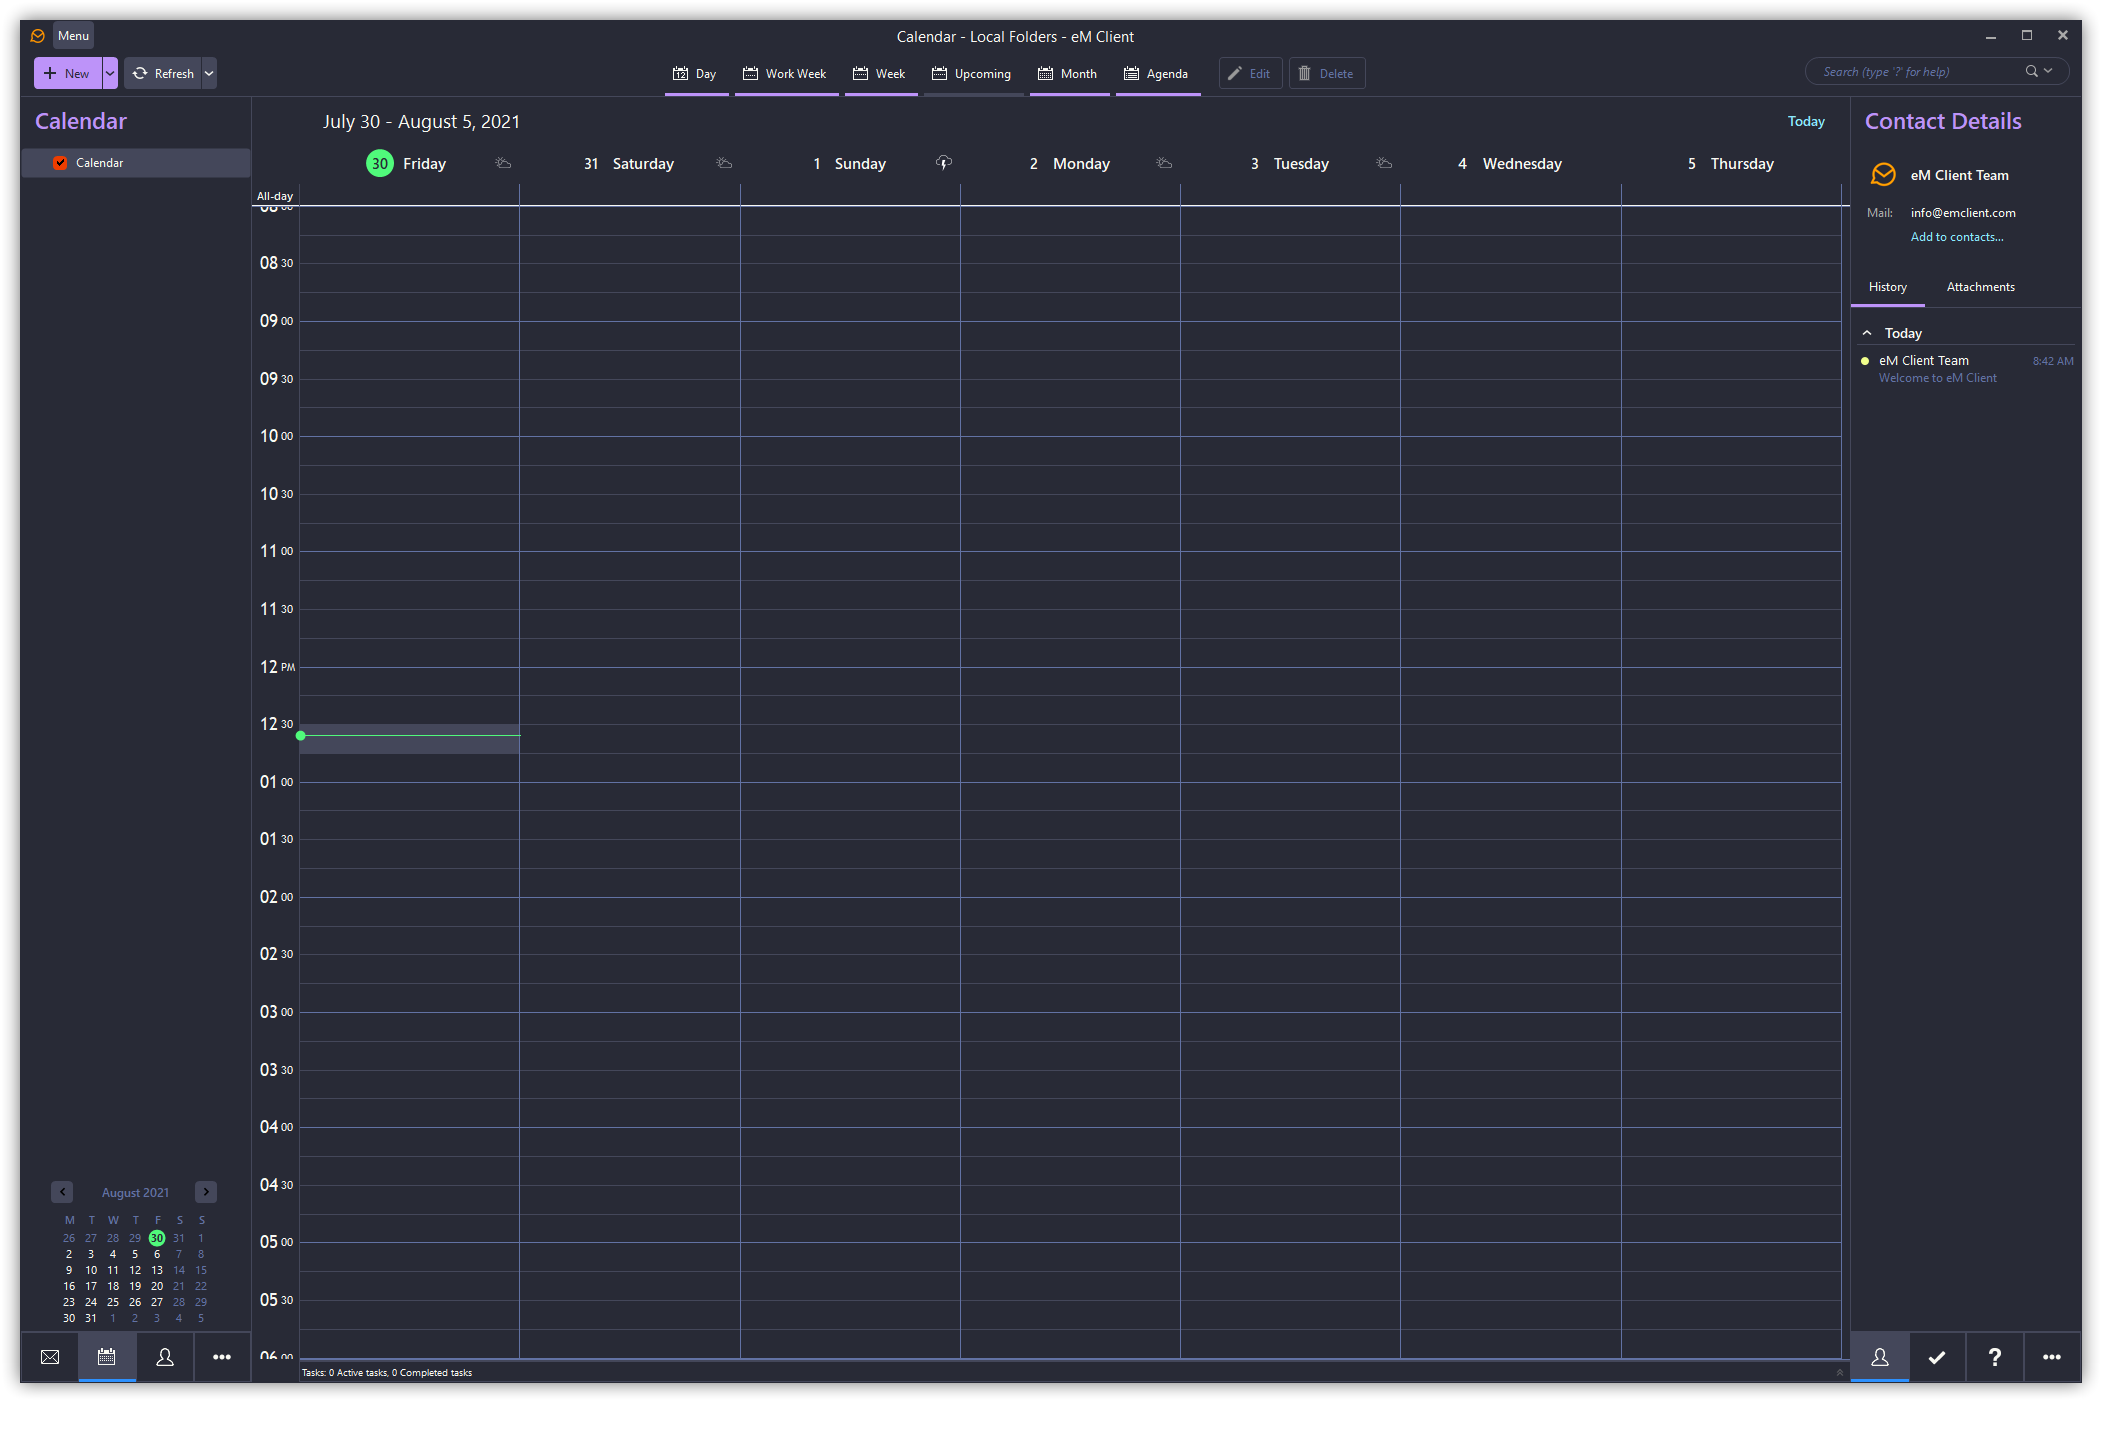 Menu
Calendar - Local Folders - eM Client
New
Refresh
12 Day
Work Week
Week
Upcoming
Month
Agenda
Edit
Delete
Search (type '?' for help)
Calendar
Calendar
July 30 - August 5, 2021
Today
30 Friday
31 Saturday
1 Sunday
2 Monday
3 Tuesday
4 Wednesday
5 Thursday
All-day
08 00
08 30
09 00
09 30
10 00
10 30
11 00
11 30
12 PM
12 30
01 00
01 30
02 00
02 30
03 00
03 30
04 00
04 30
05 00
05 30
06 00
Tasks: 0 Active tasks, 0 Completed tasks
August 2021
M T W T F S S
26 27 28 29 30 31 1
2 3 4 5 6 7 8
9 10 11 12 13 14 15
16 17 18 19 20 21 22
23 24 25 26 27 28 29
30 31 1 2 3 4 5
Contact Details
eM Client Team
Mail: info@emclient.com
Add to contacts...
History
Attachments
Today
eM Client Team 8:42 AM
Welcome to eM Client
?